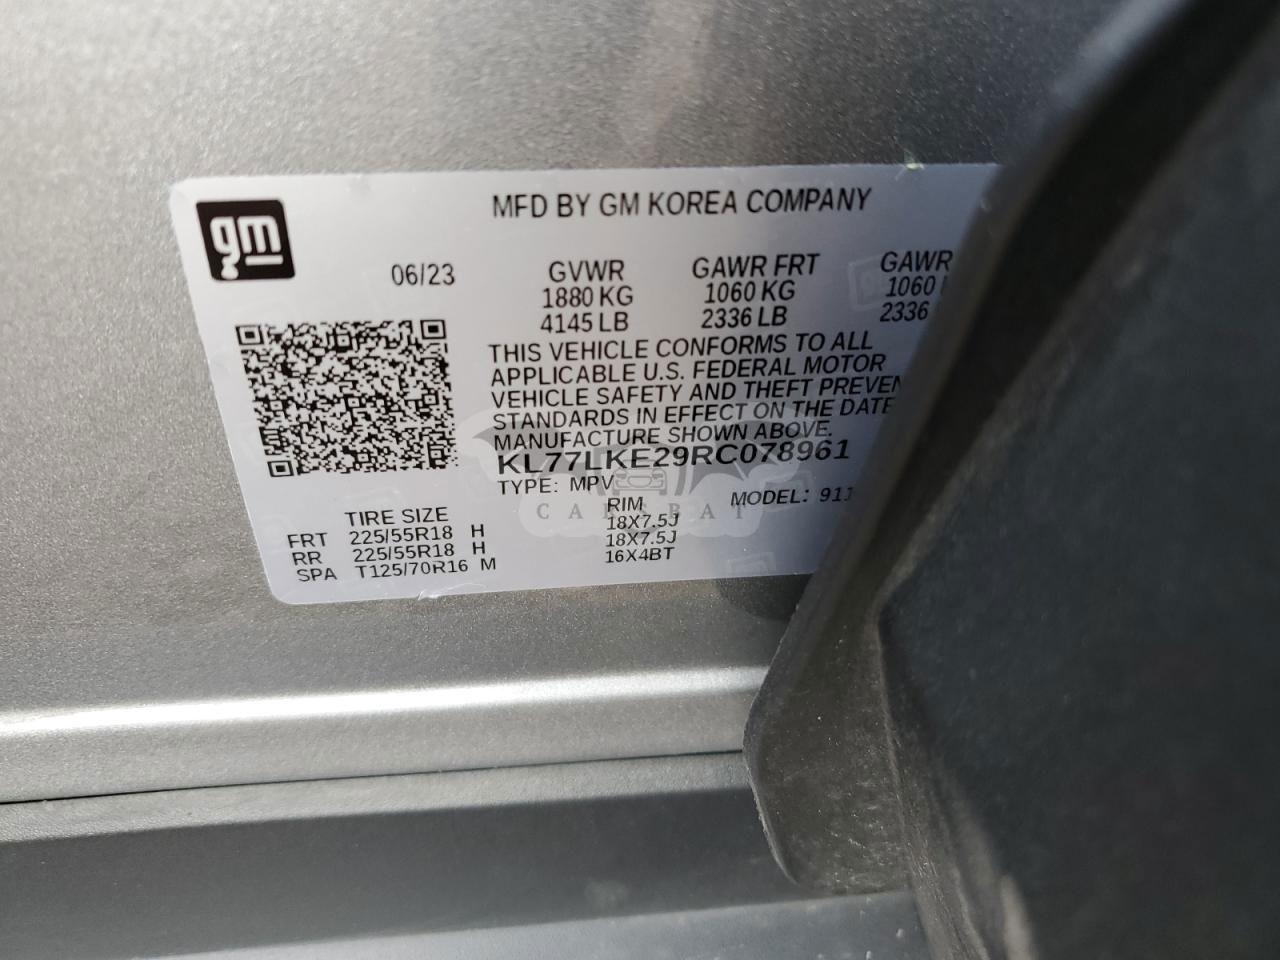 gm
MFD BY GM KOREA COMPANY
06/23 GVWR GAWR FRT GAWR
1880 KG 1060 KG 1060
4145 LB 2336 LB 2336
THIS VEHICLE CONFORMS TO ALL
APPLICABLE U.S. FEDERAL MOTOR
VEHICLE SAFETY AND THEFT PREVEN
STANDARDS IN EFFECT ON THE DATE
MANUFACTURE SHOWN ABOVE.
KL77LKE29RC078961
TYPE: MPV MODEL: 911
TIRE SIZE RIM
FRT 225/55R18 H 18X7.5J
RR 225/55R18 H 18X7.5J
SPA T125/70R16 M 16X4BT
CARSBAT